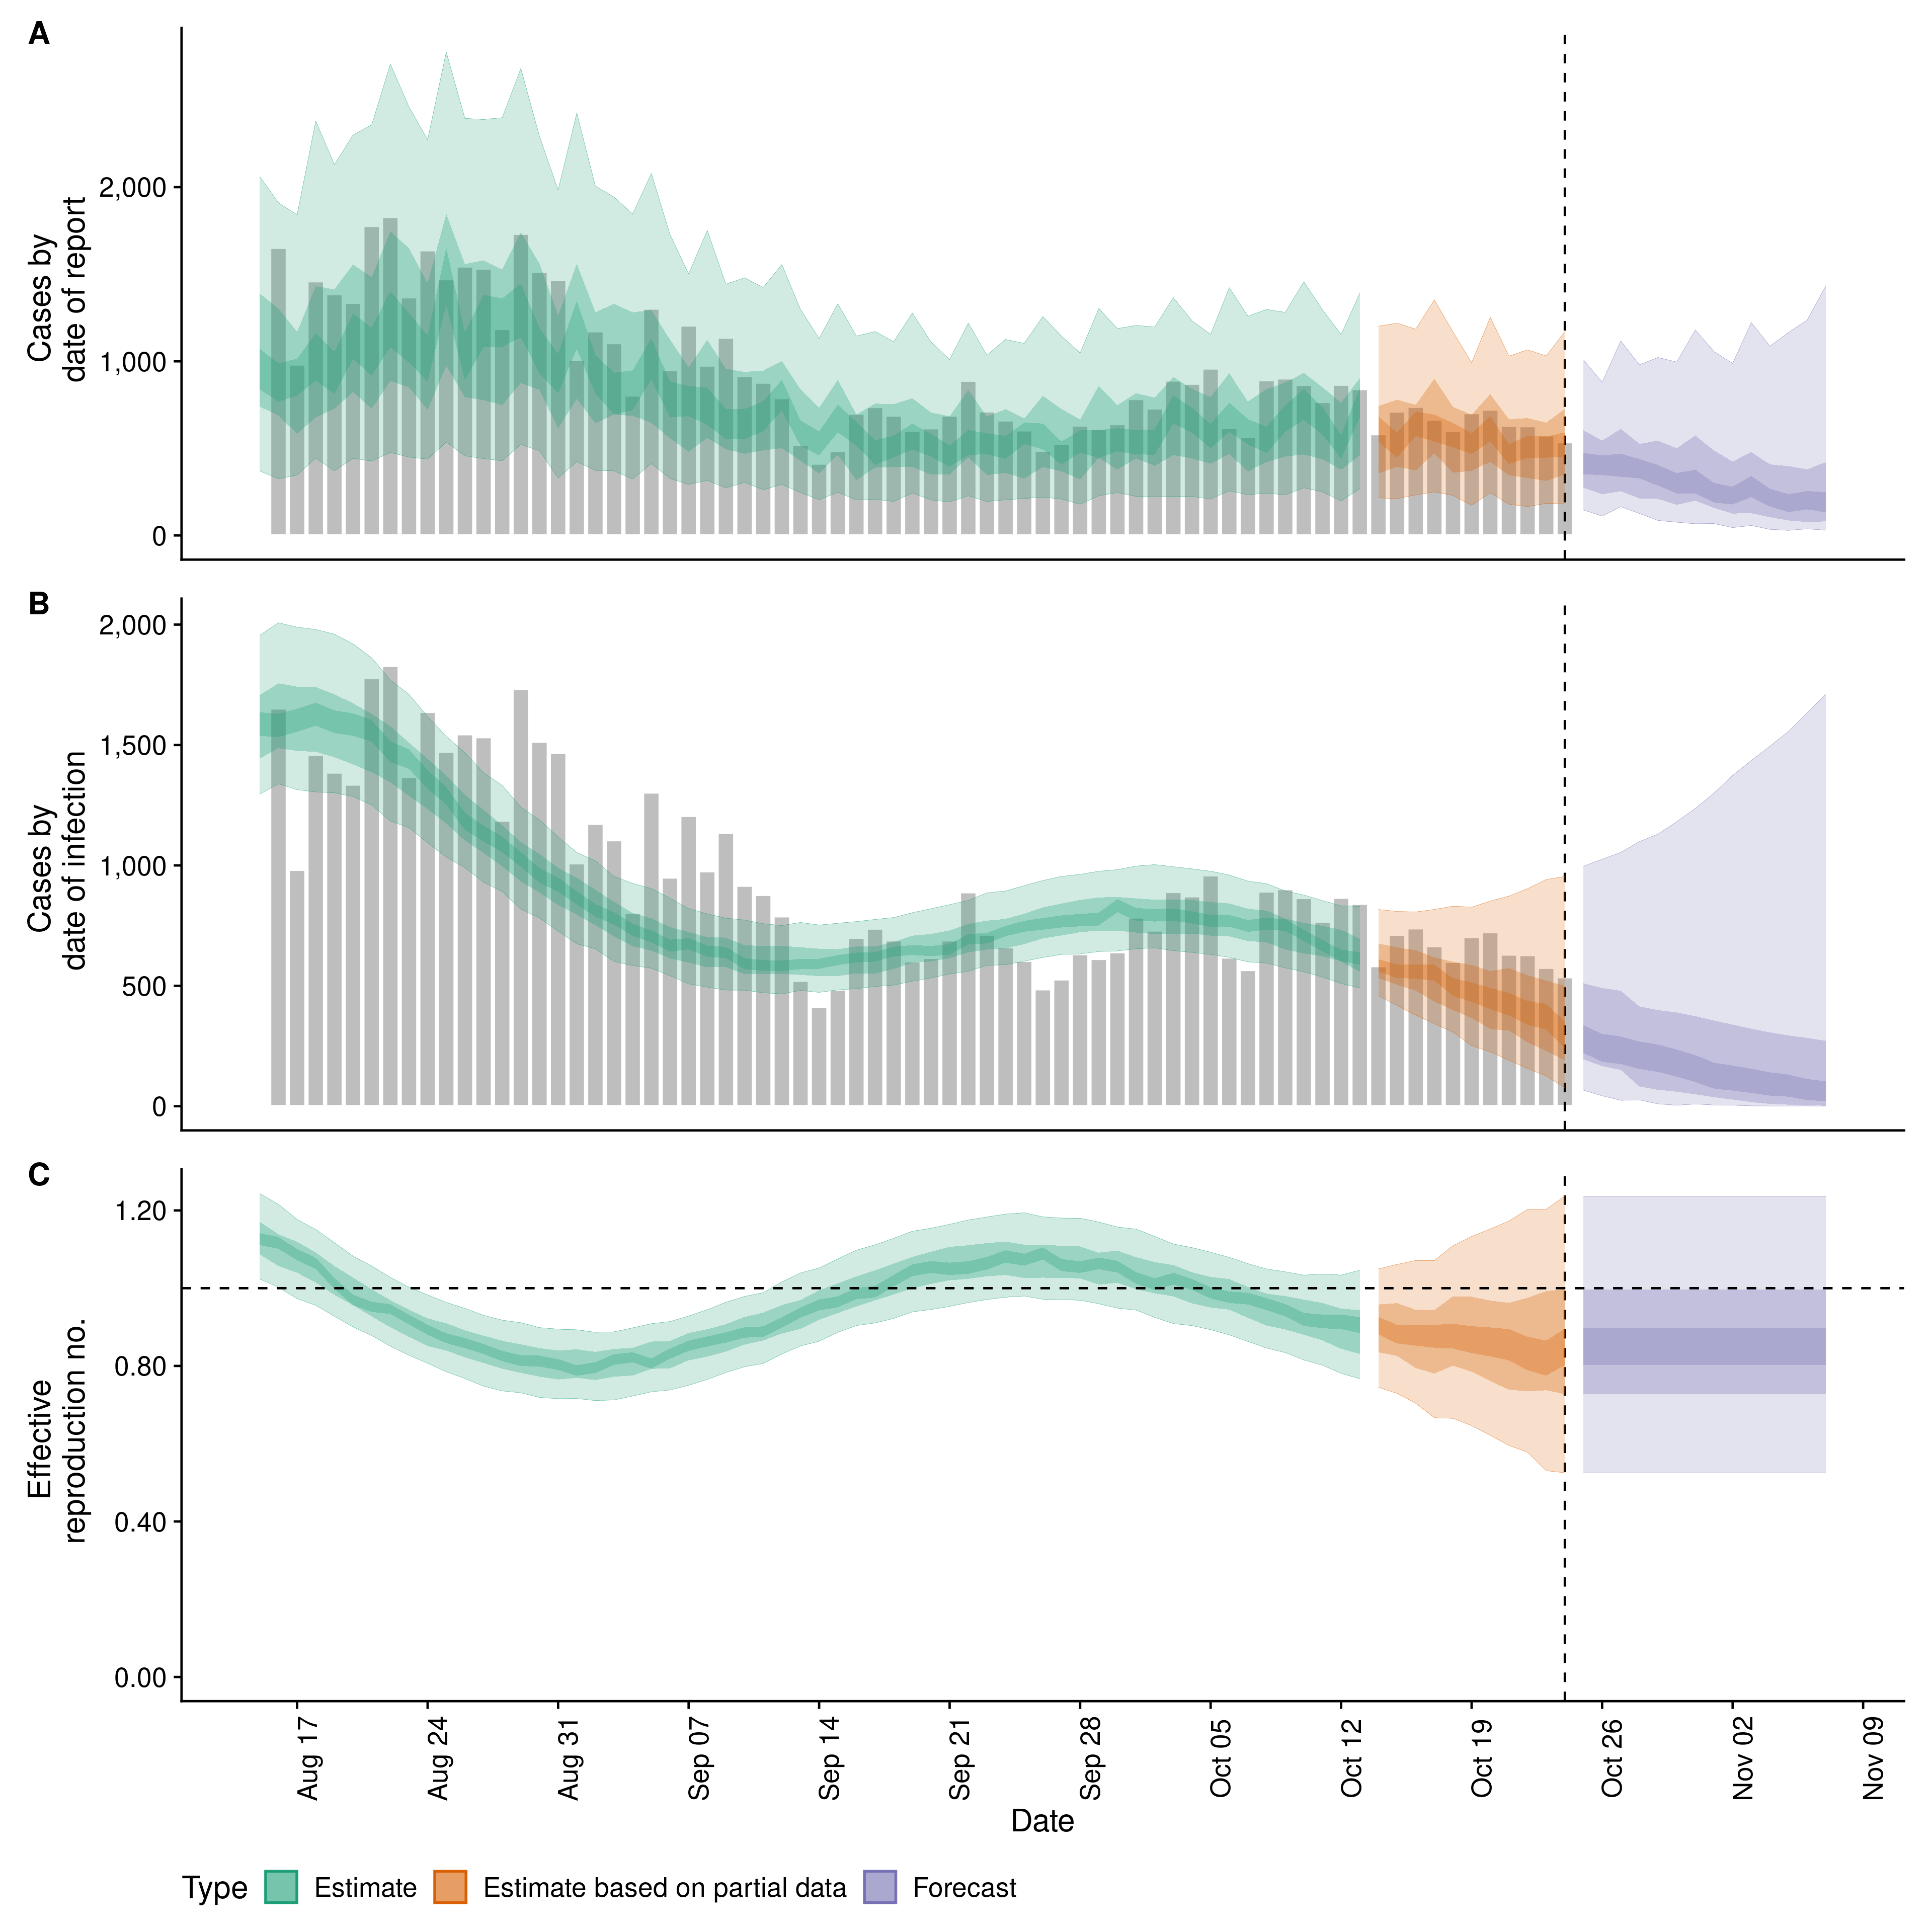 A
Cases by
date of report
2,000
1,000
0
B
Cases by
date of infection
2,000
1,500
1,000
500
0
C
Effective
reproduction no.
1.20
0.80
0.40
0.00
Aug 17
Aug 24
Aug 31
Sep 07
Sep 14
Sep 21
Sep 28
Oct 05
Oct 12
Oct 19
Oct 26
Nov 02
Nov 09
Date
Type Estimate Estimate based on partial data Forecast